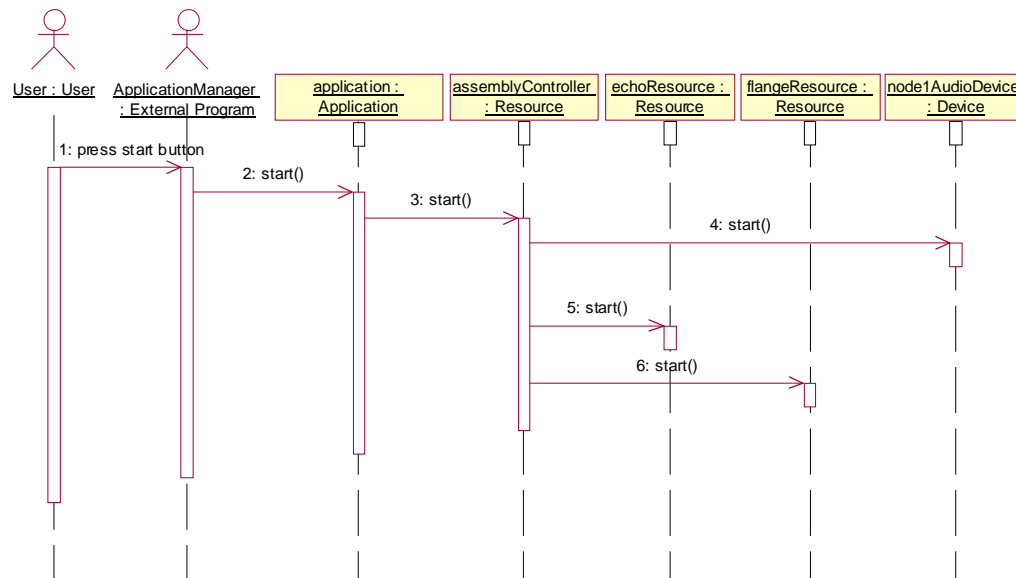 User : User
ApplicationManager
: External Program
application :
Application
assemblyController
: Resource
echoResource :
Resource
flangeResource :
Resource
node1AudioDevice
: Device
1: press start button
2: start()
3: start()
4: start()
5: start()
6: start()